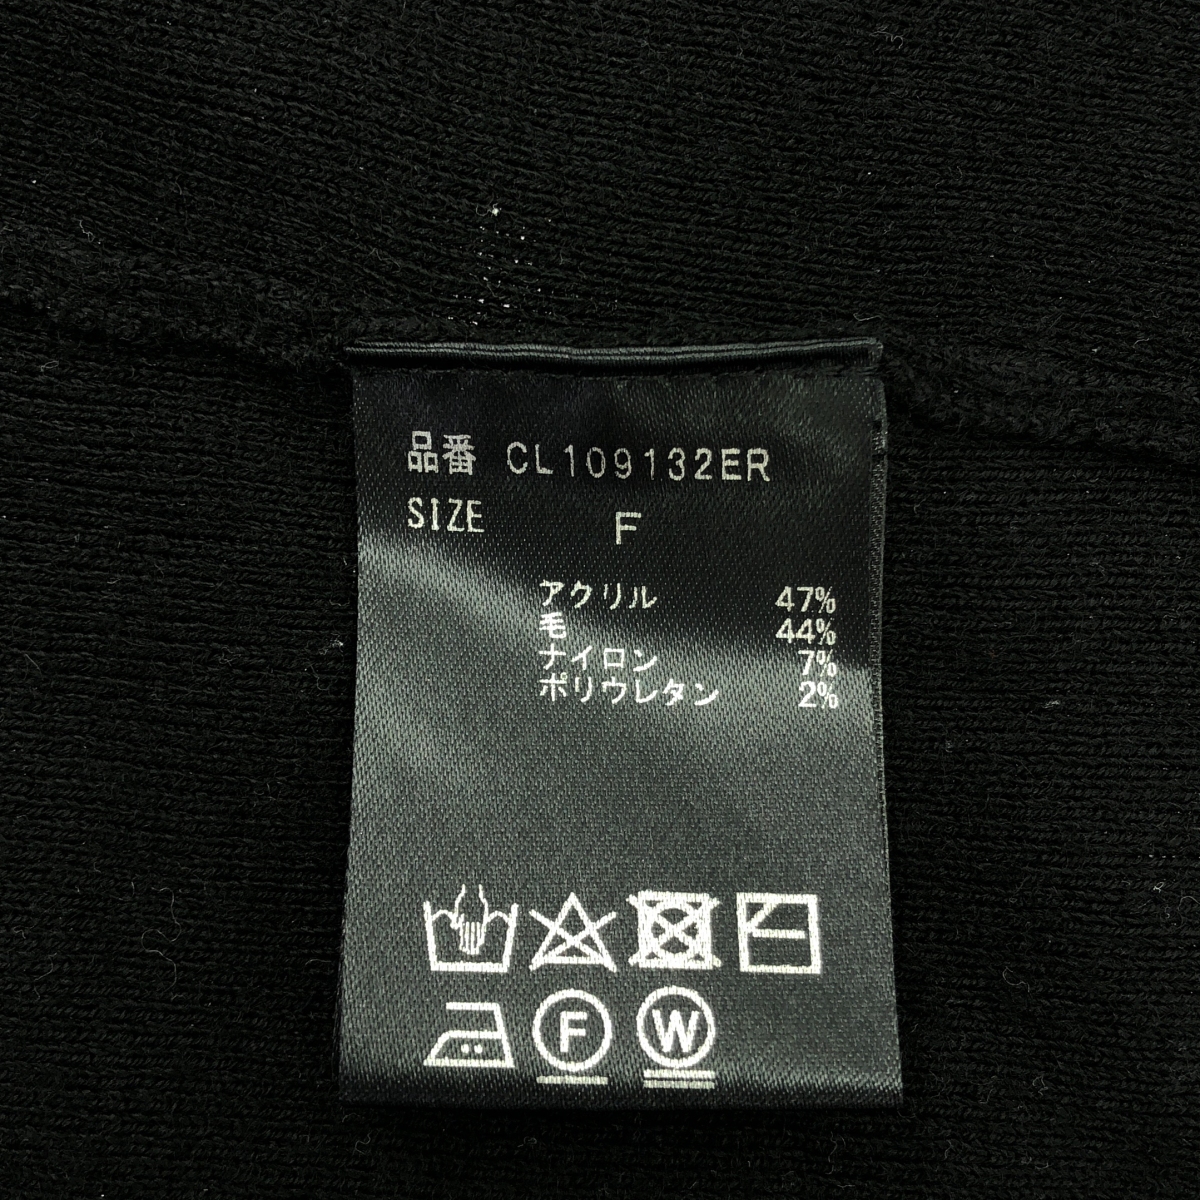 品番 CL109132ER
SIZE F
アクリル 47%
毛 44%
ナイロン 7%
ポリウレタン 2%
F W